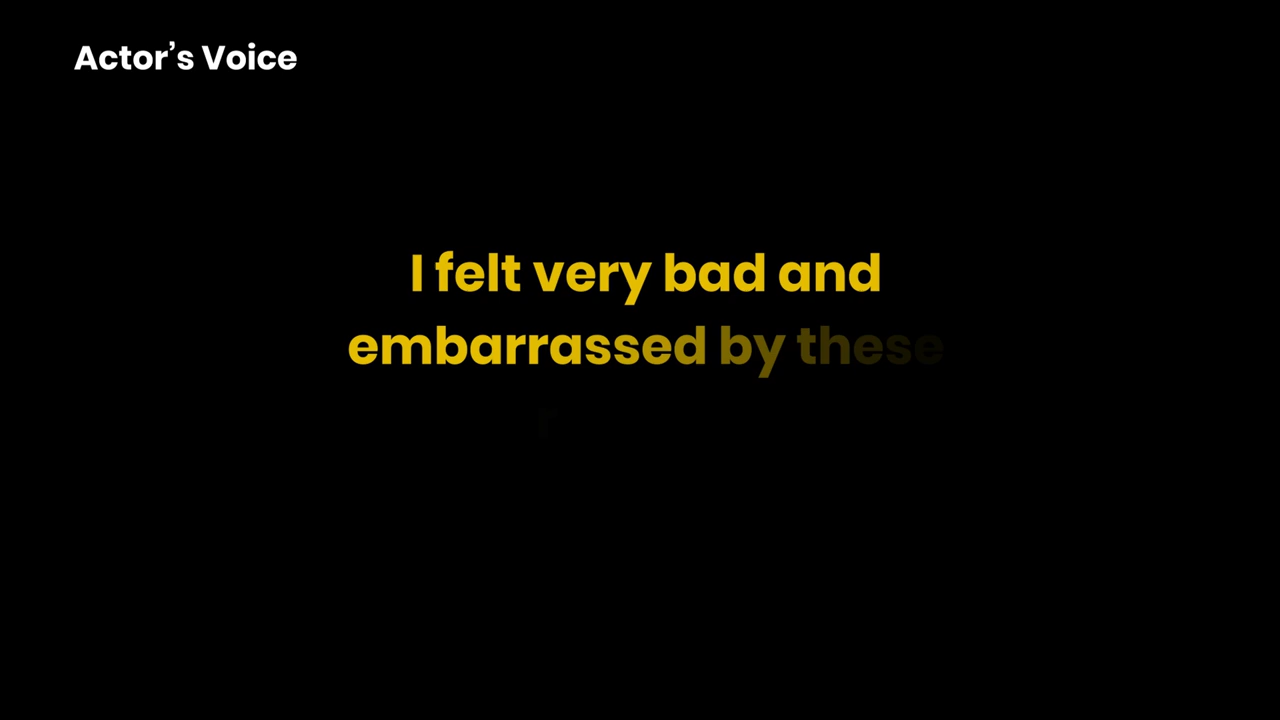 Actor’s Voice
I felt very bad and
embarrassed by these
r